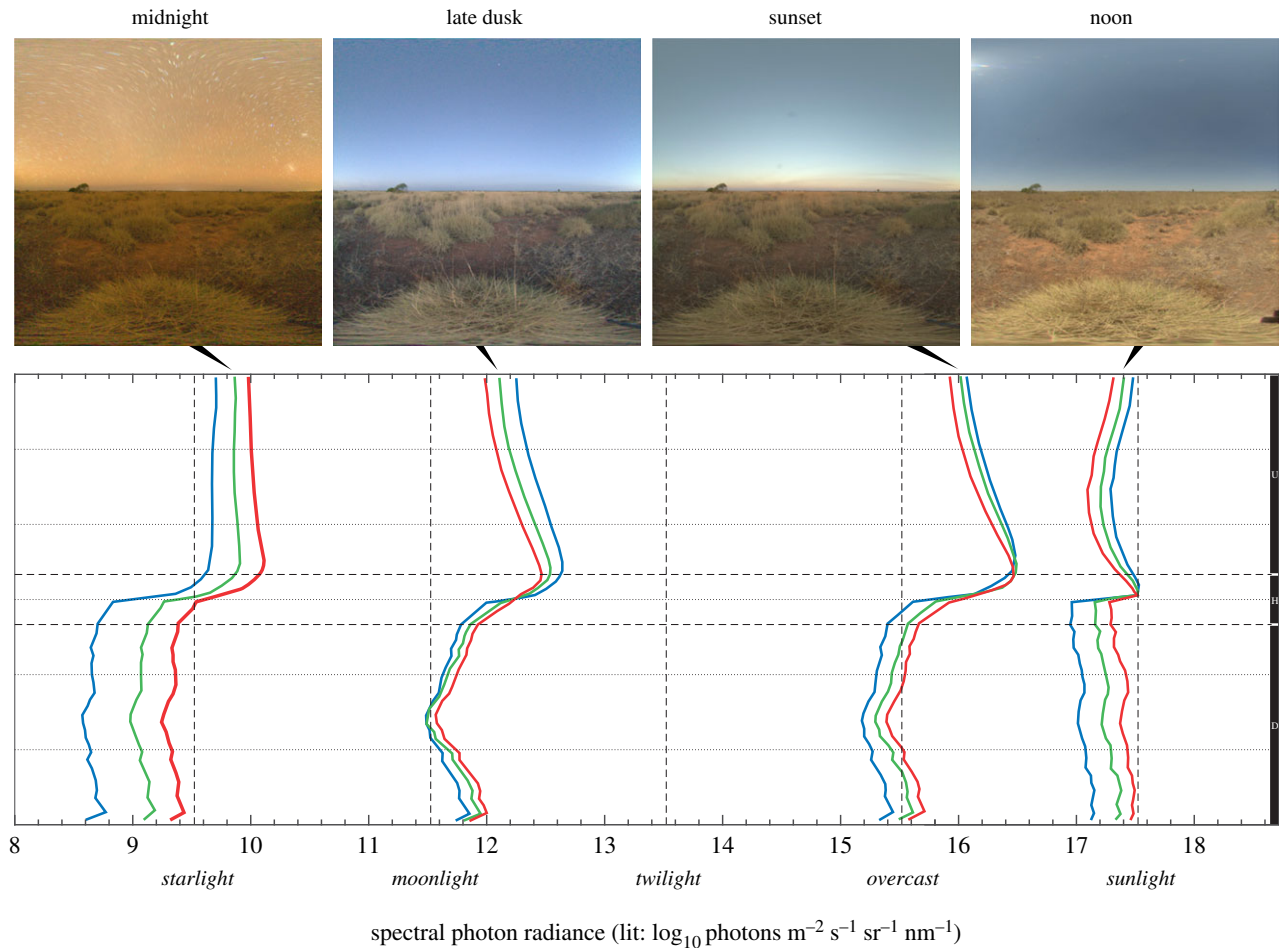 midnight late dusk sunset noon
U
H
D
8 9 10 11 12 13 14 15 16 17 18
starlight moonlight twilight overcast sunlight
spectral photon radiance (lit: log₁₀ photons m⁻² s⁻¹ sr⁻¹ nm⁻¹)